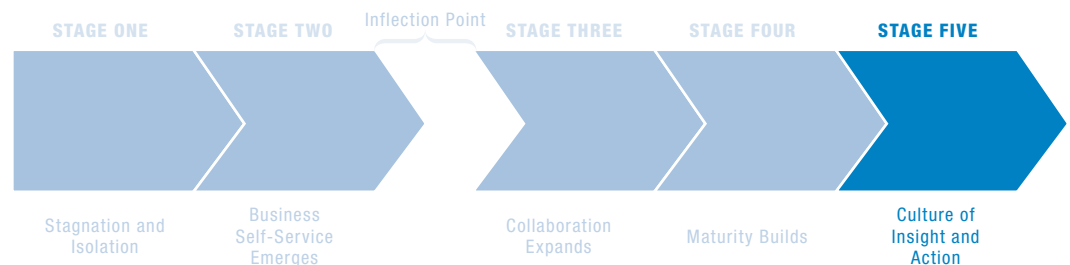 Inflection Point
STAGE ONE
STAGE TWO
STAGE THREE
STAGE FOUR
STAGE FIVE
Stagnation and
Isolation
Business
Self-Service
Emerges
Collaboration
Expands
Maturity Builds
Culture of
Insight and
Action